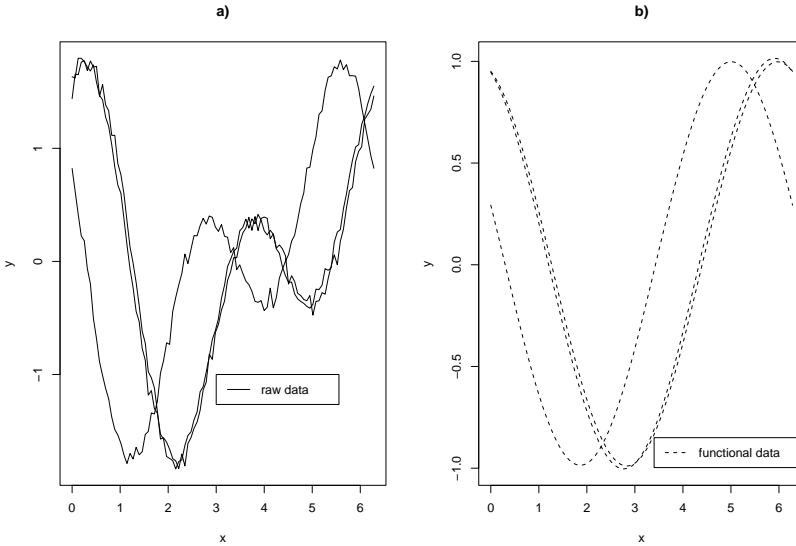 a)
1
0
−1
y
raw data
0 1 2 3 4 5 6
x
b)
1.0
0.5
0.0
−0.5
−1.0
y
functional data
0 1 2 3 4 5 6
x